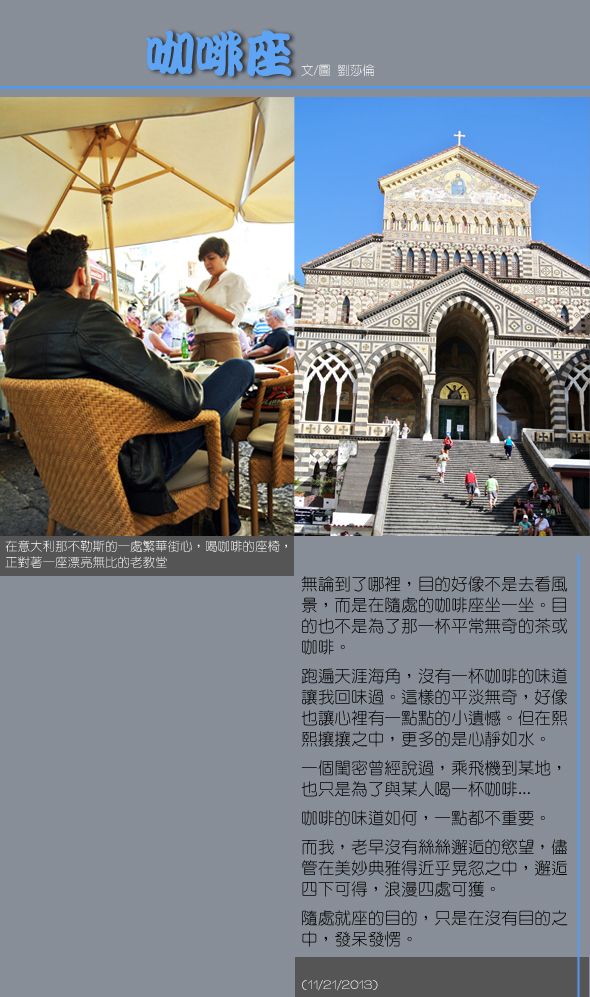 咖啡座
文/圖 劉莎倫
在意大利那不勒斯的一處繁華街心，喝咖啡的座椅，
正對著一座漂亮無比的老教堂
無論到了哪裡，目的好像不是去看風
景，而是在隨處的咖啡座坐一坐。目
的也不是為了那一杯平常無奇的茶或
咖啡。
跑遍天涯海角，沒有一杯咖啡的味道
讓我回味過。這樣的平淡無奇，好像
也讓心裡有一點點的小遺憾。但在熙
熙攘攘之中，更多的是心靜如水。
一個閨密曾經說過，乘飛機到某地，
也只是為了與某人喝一杯咖啡...
咖啡的味道如何，一點都不重要。
而我，老早沒有絲絲邂逅的慾望，儘
管在美妙典雅得近乎晃忽之中，邂逅
四下可得，浪漫四處可獲。
隨處就座的目的，只是在沒有目的之
中，發呆發愣。
(11/21/2013)